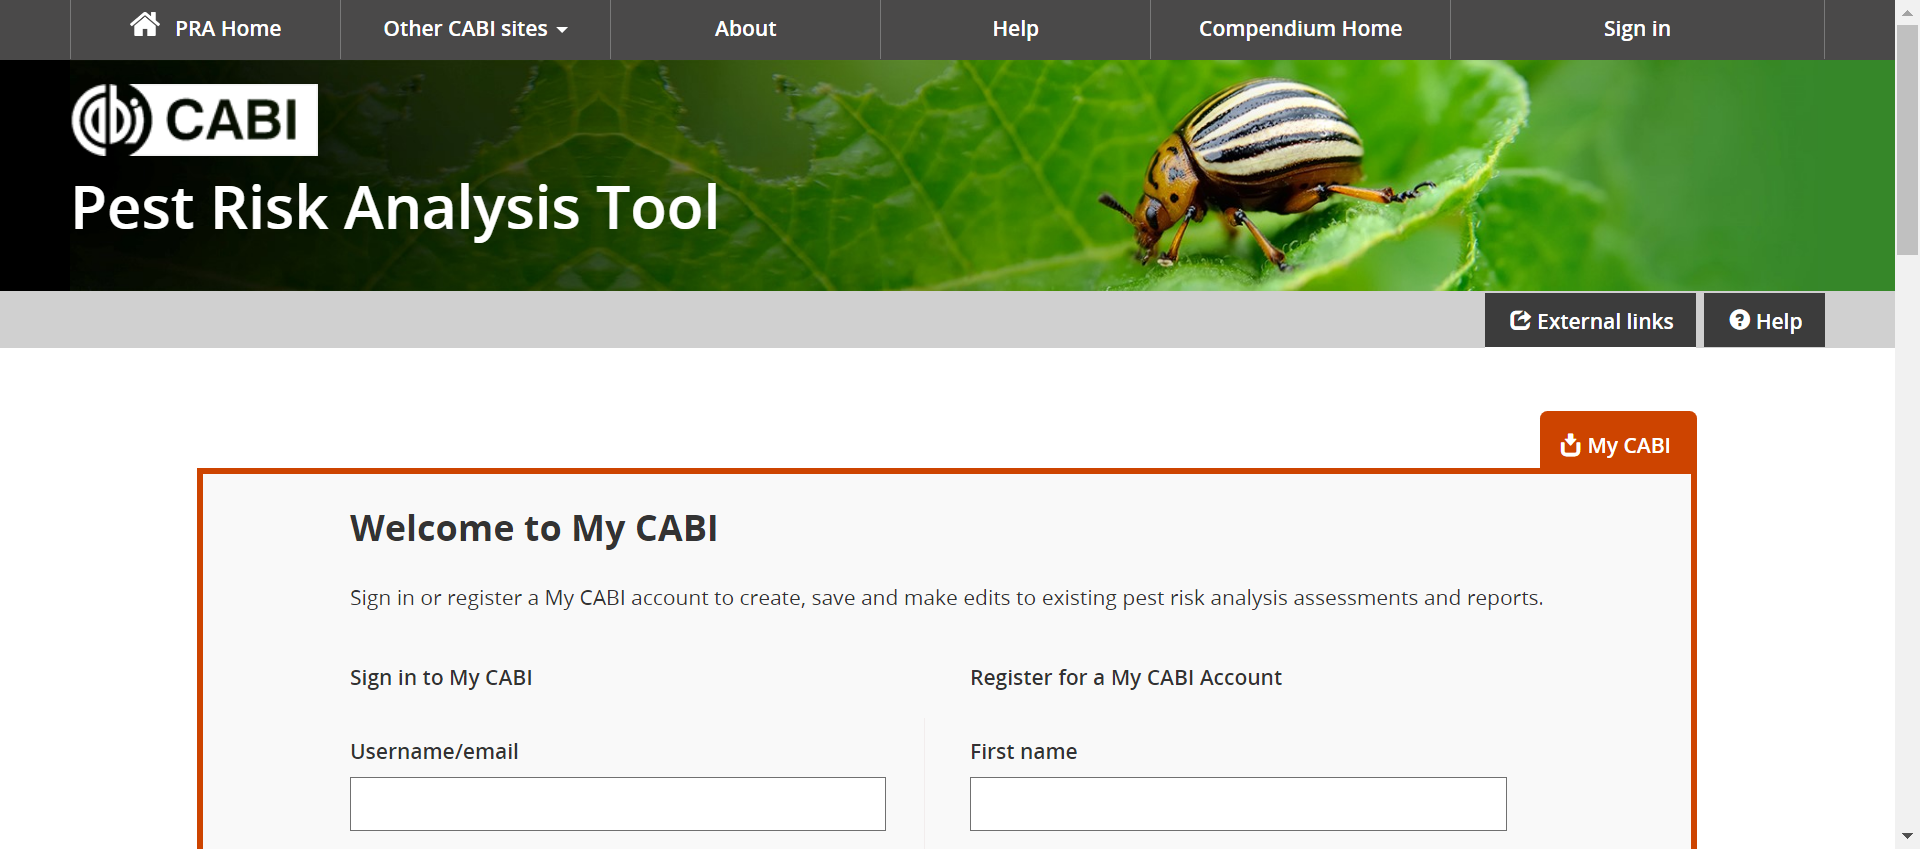 PRA Home
Other CABI sites
About
Help
Compendium Home
Sign in
CABI
Pest Risk Analysis Tool
External links
Help
My CABI
Welcome to My CABI
Sign in or register a My CABI account to create, save and make edits to existing pest risk analysis assessments and reports.
Sign in to My CABI
Register for a My CABI Account
Username/email
First name